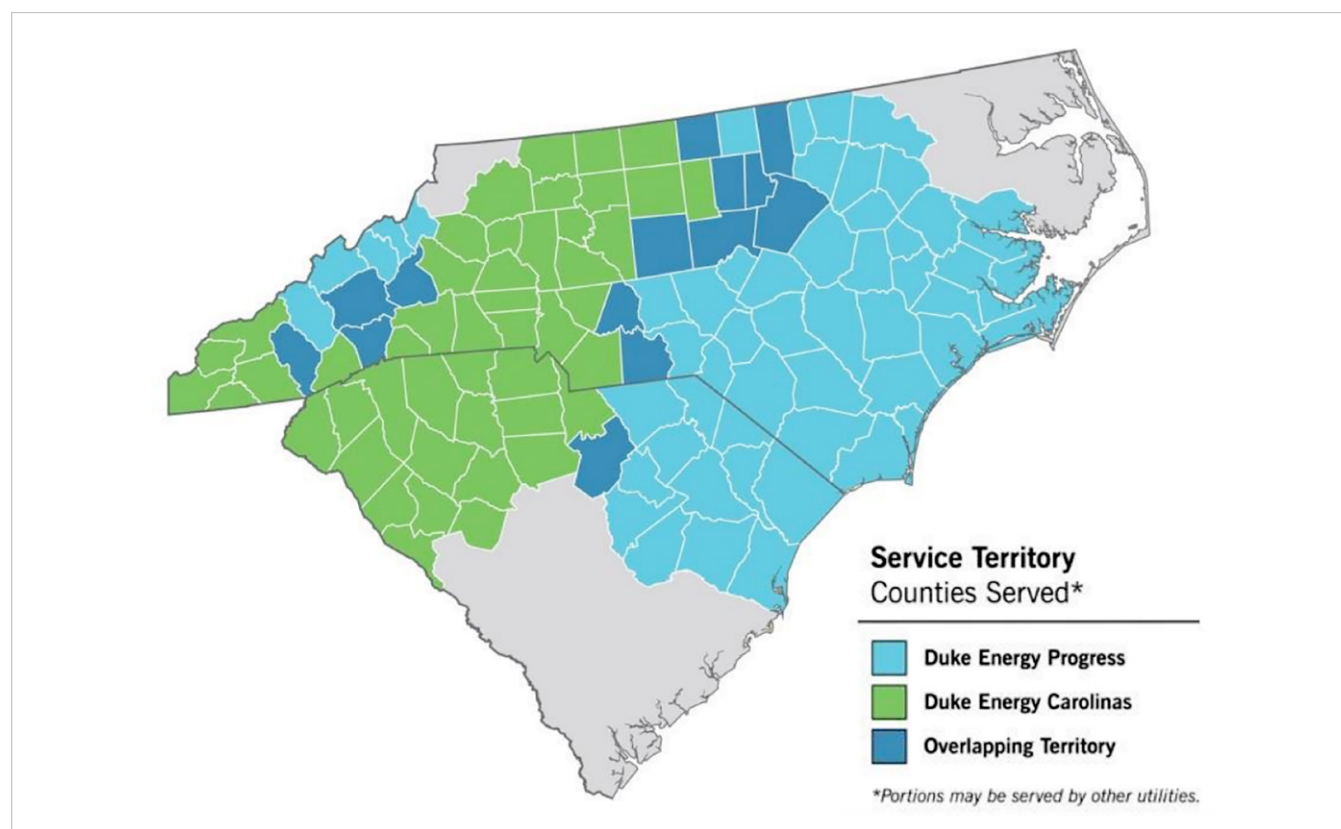 Service Territory
Counties Served*
Duke Energy Progress
Duke Energy Carolinas
Overlapping Territory
*Portions may be served by other utilities.